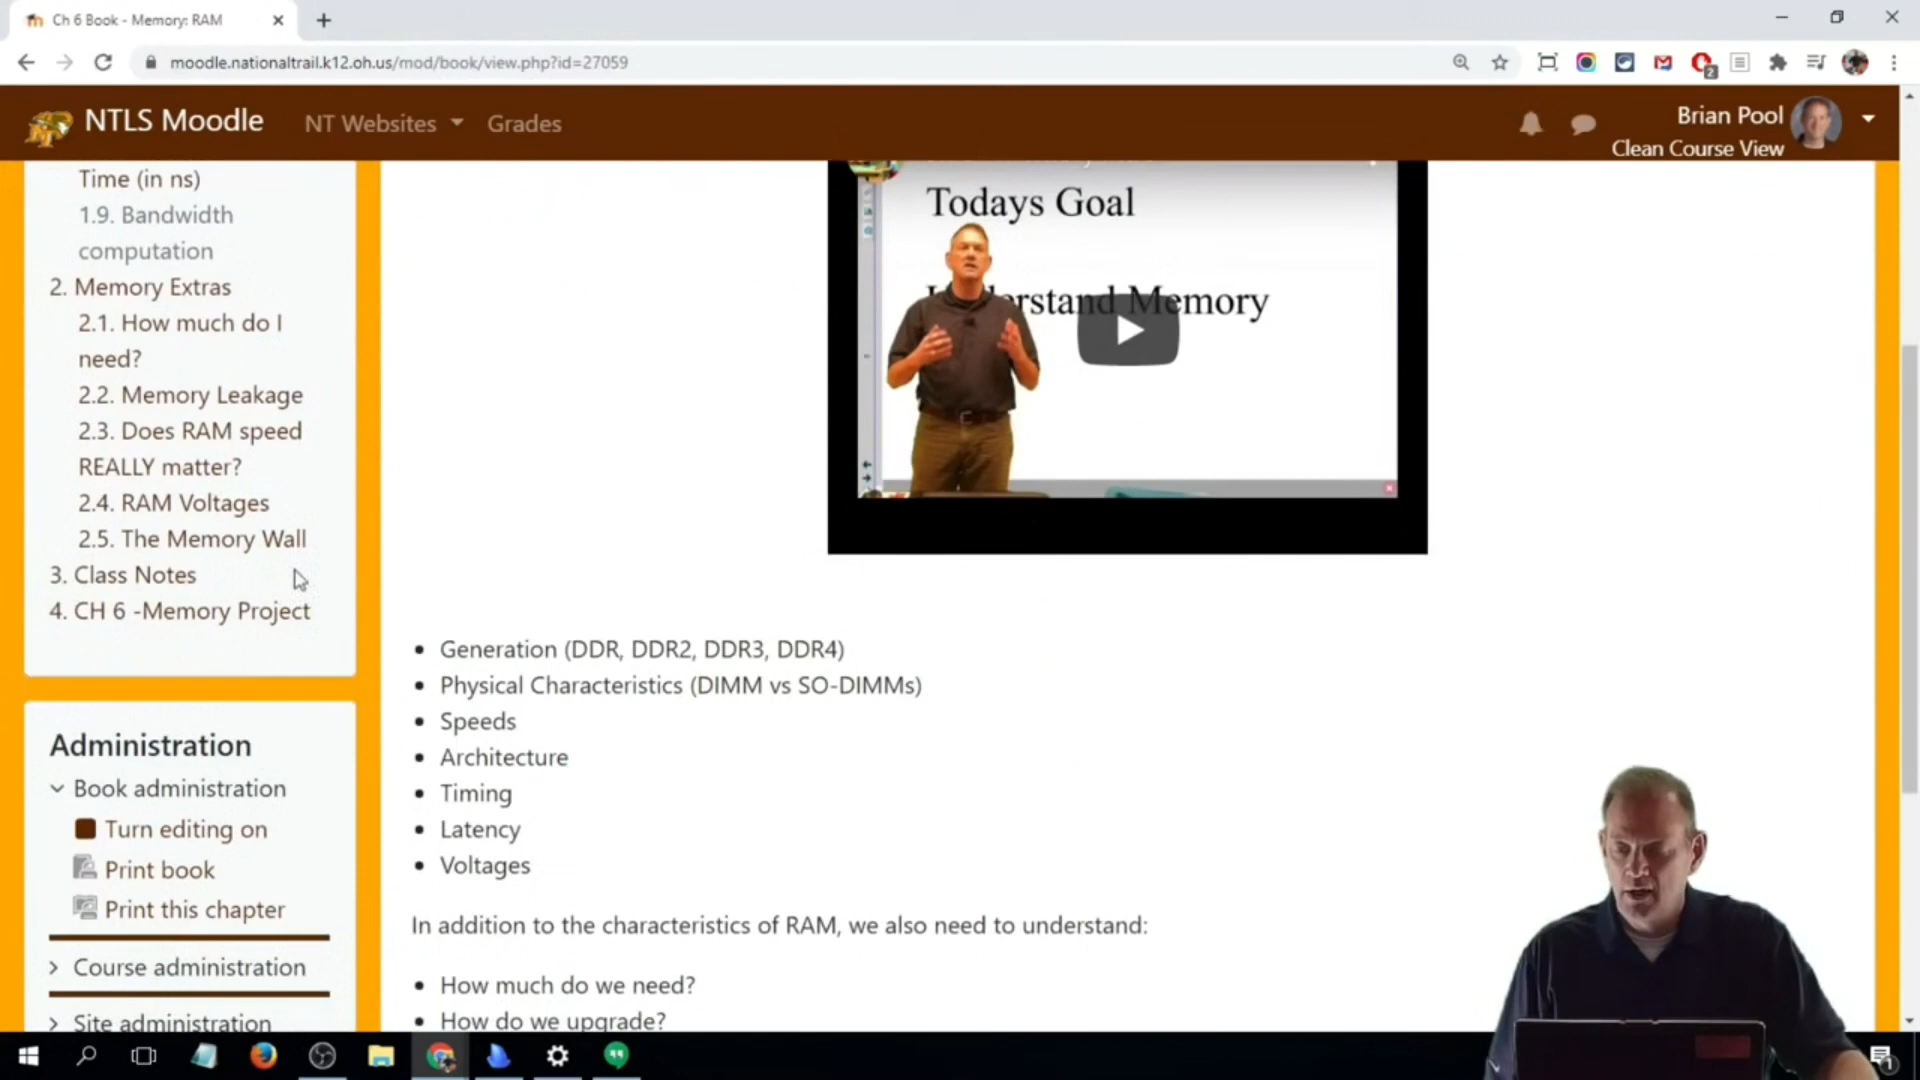 Ch 6 Book - Memory: RAM
moodle.nationaltrail.k12.oh.us/mod/book/view.php?id=27059
2
NTLS Moodle
NT Websites
Grades
Brian Pool
Clean Course View
Time (in ns)
1.9. Bandwidth
computation
2. Memory Extras
2.1. How much do I
need?
2.2. Memory Leakage
2.3. Does RAM speed
REALLY matter?
2.4. RAM Voltages
2.5. The Memory Wall
3. Class Notes
4. CH 6 -Memory Project
Administration
Book administration
Turn editing on
Print book
Print this chapter
Course administration
Site administration
Todays Goal
Memory
Generation (DDR, DDR2, DDR3, DDR4)
Physical Characteristics (DIMM vs SO-DIMMs)
Speeds
Architecture
Timing
Latency
Voltages
In addition to the characteristics of RAM, we also need to understand:
How much do we need?
How do we upgrade?
1